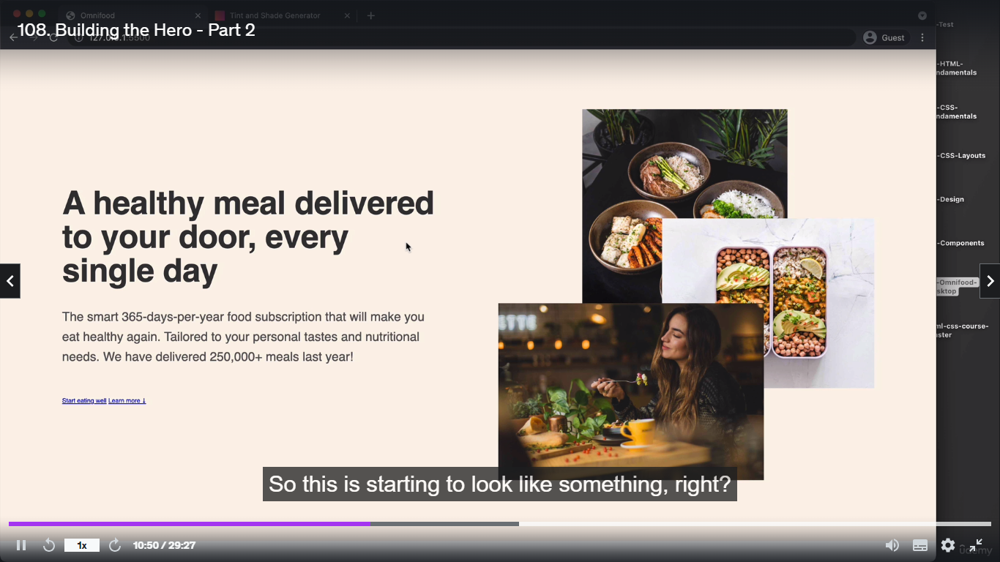 Omnifood
Tint and Shade Generator
108. Building the Hero - Part 2
Guest
-Test
-HTML-
ndamentals
-CSS-
ndamentals
-CSS-Layouts
-Design
-Components
-Omnifood-
sktop
ml-css-course-
ster
A healthy meal delivered
to your door, every
single day
The smart 365-days-per-year food subscription that will make you
eat healthy again. Tailored to your personal tastes and nutritional
needs. We have delivered 250,000+ meals last year!
Start eating well Learn more ↓
ETTE
So this is starting to look like something, right?
1x
10:50 / 29:27
ûdemy